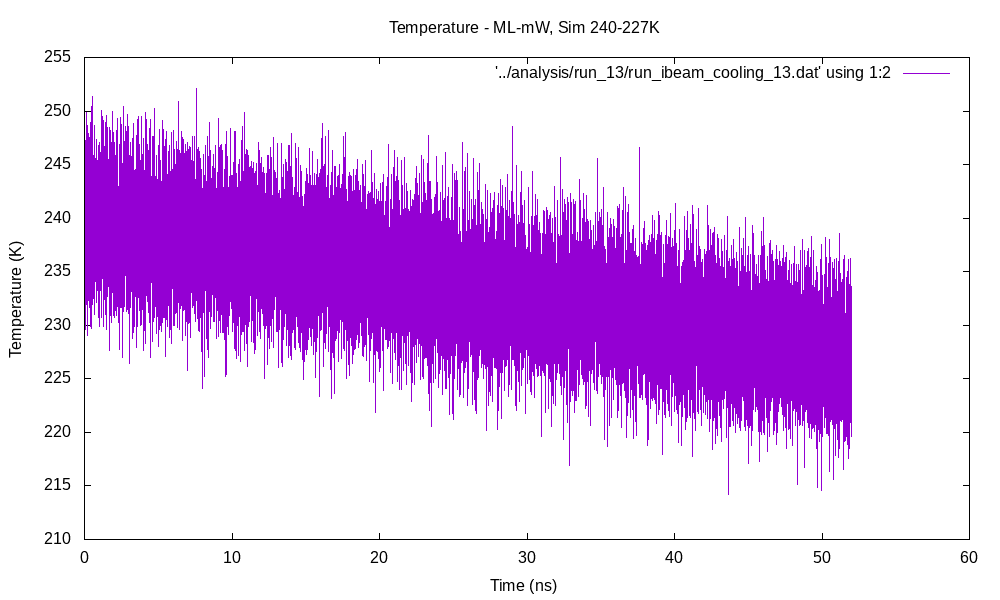 Temperature - ML-mW, Sim 240-227K
'../analysis/run_13/run_ibeam_cooling_13.dat' using 1:2
255
250
245
240
235
230
225
220
215
210
Temperature (K)
0 10 20 30 40 50 60
Time (ns)